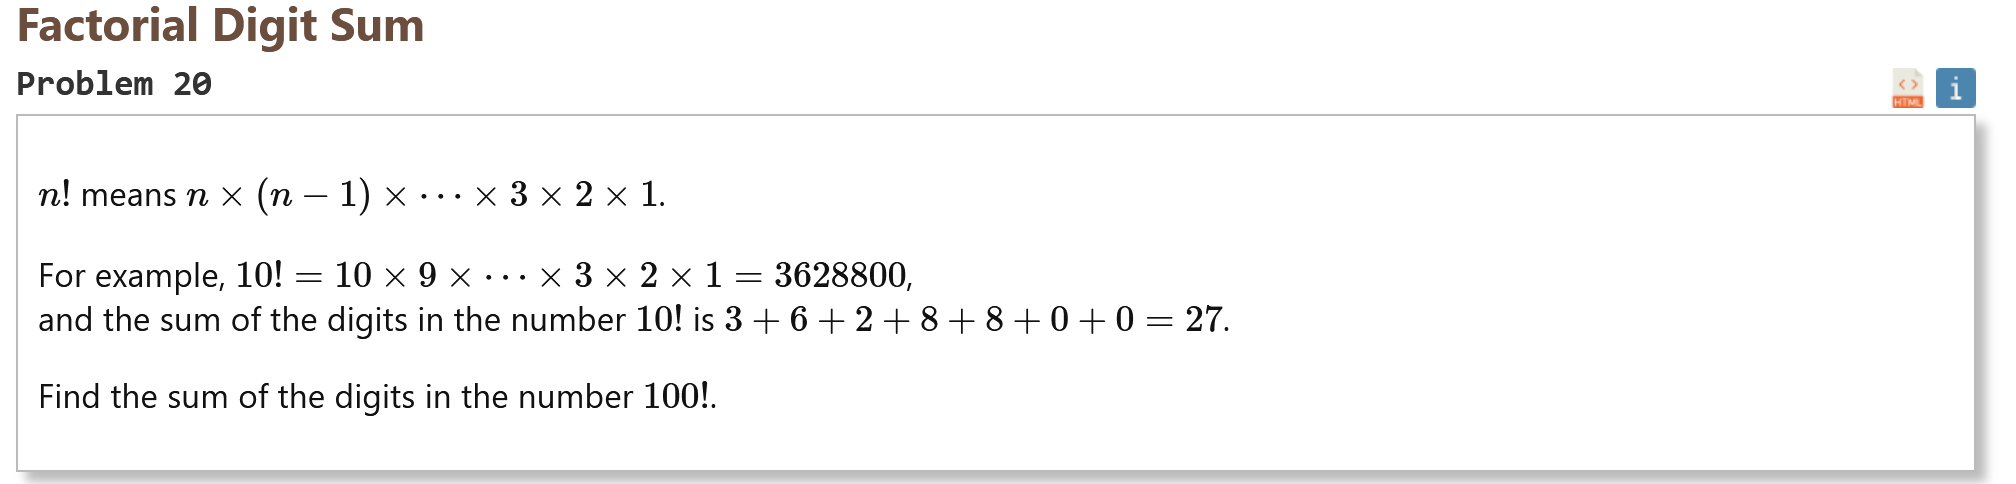 Factorial Digit Sum
Problem 20
HTML i
n! means n × (n − 1) × ⋯ × 3 × 2 × 1.
For example, 10! = 10 × 9 × ⋯ × 3 × 2 × 1 = 3628800,
and the sum of the digits in the number 10! is 3 + 6 + 2 + 8 + 8 + 0 + 0 = 27.
Find the sum of the digits in the number 100!.